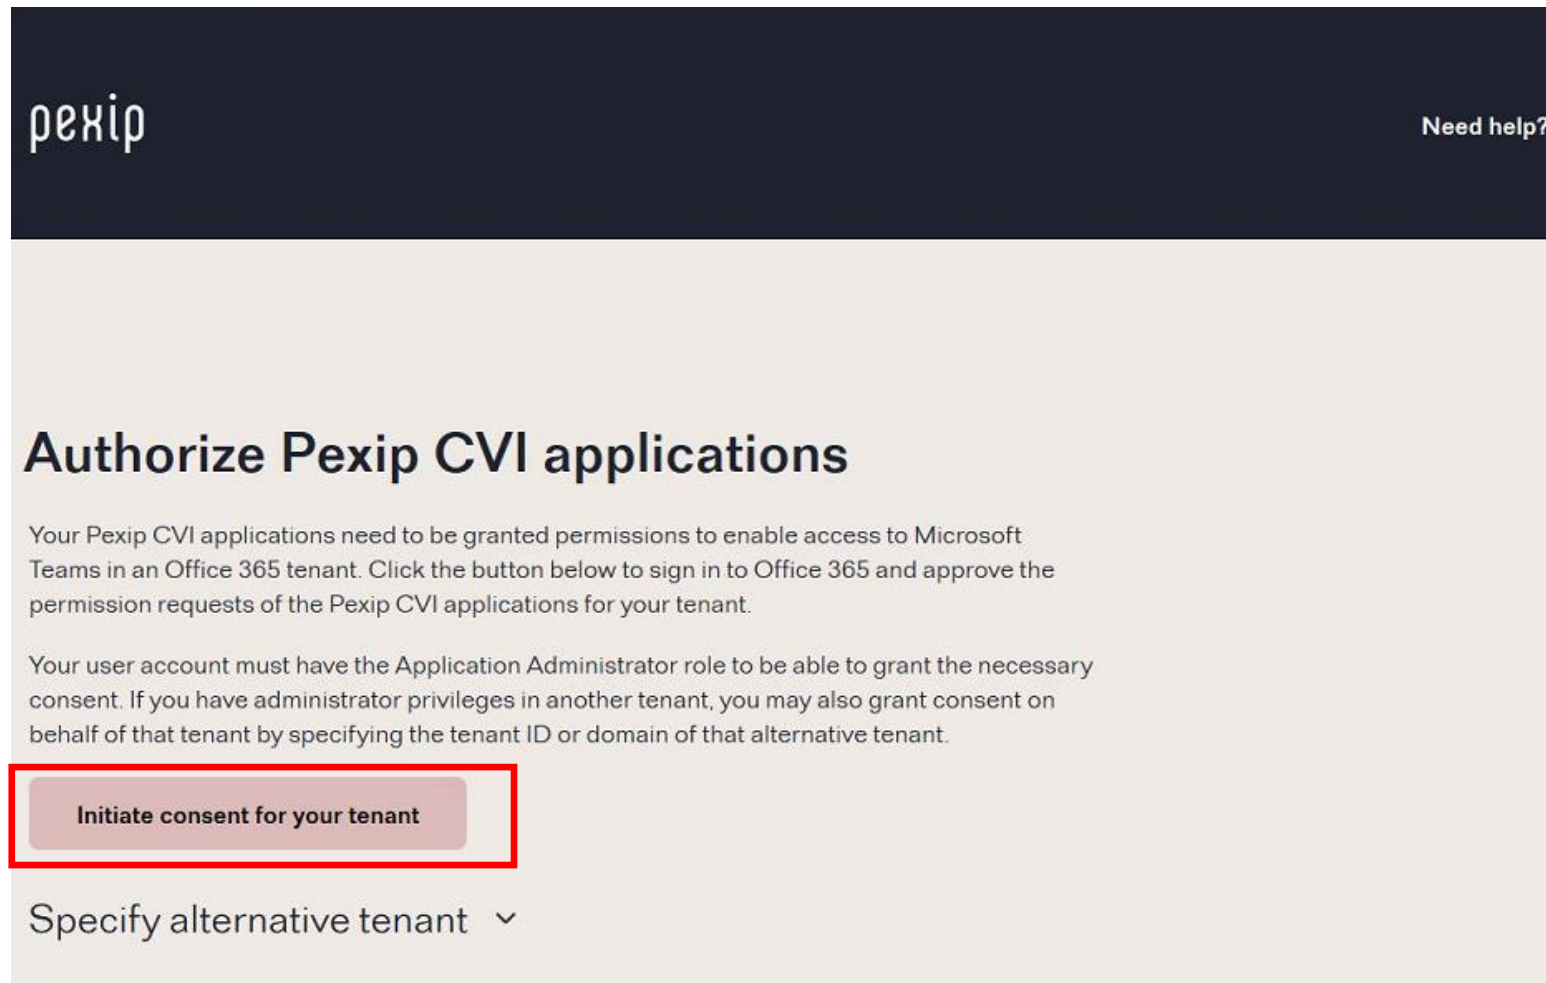 pexip
Need help?
Authorize Pexip CVI applications
Your Pexip CVI applications need to be granted permissions to enable access to Microsoft
Teams in an Office 365 tenant. Click the button below to sign in to Office 365 and approve the
permission requests of the Pexip CVI applications for your tenant.
Your user account must have the Application Administrator role to be able to grant the necessary
consent. If you have administrator privileges in another tenant, you may also grant consent on
behalf of that tenant by specifying the tenant ID or domain of that alternative tenant.
Initiate consent for your tenant
Specify alternative tenant